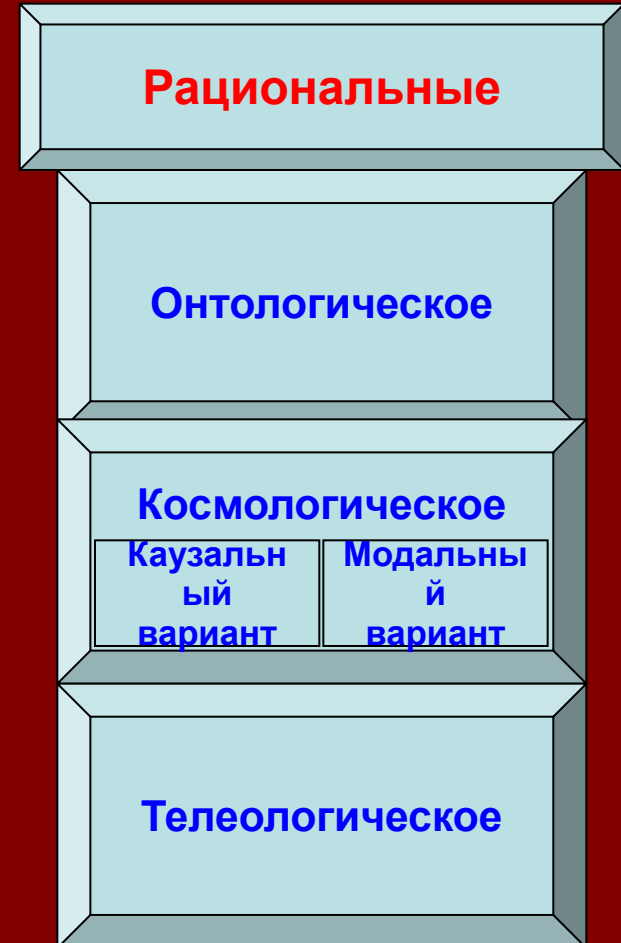 Рациональные
Онтологическое
Космологическое
Каузальн
ый
вариант
Модальны
й
вариант
Телеологическое